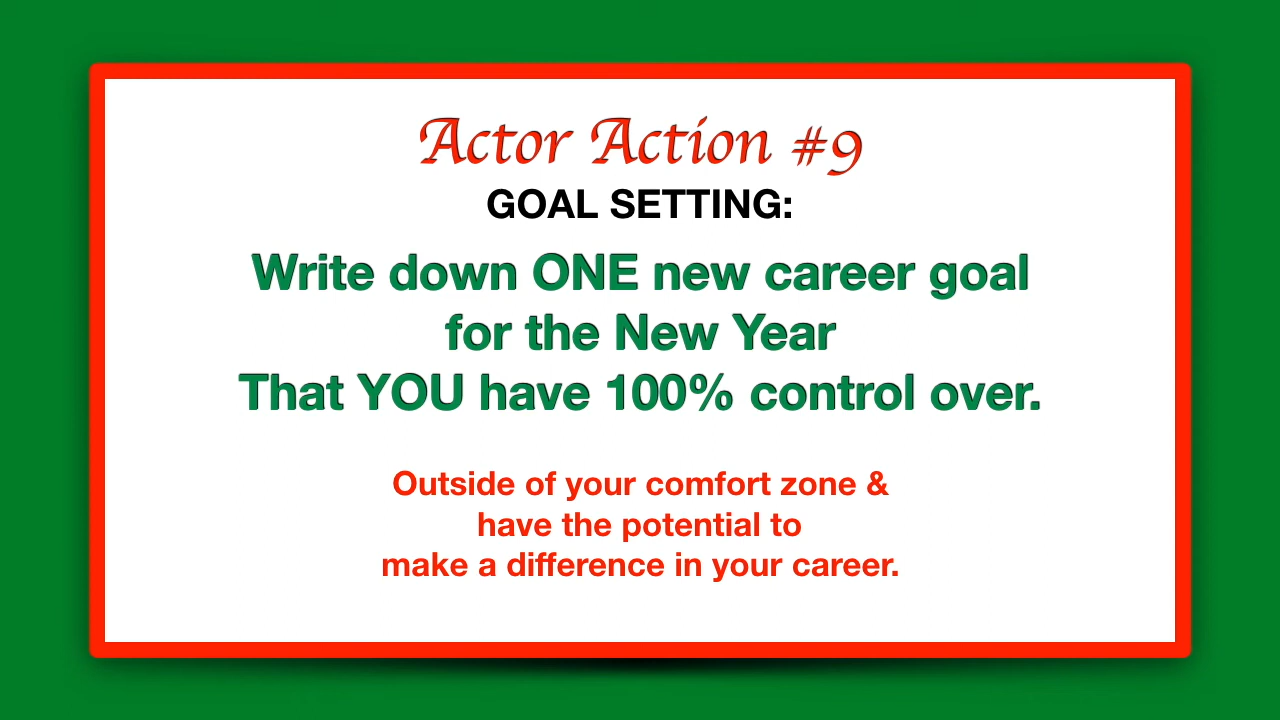 Actor Action #9
GOAL SETTING:
Write down ONE new career goal
for the New Year
That YOU have 100% control over.
Outside of your comfort zone &
have the potential to
make a difference in your career.